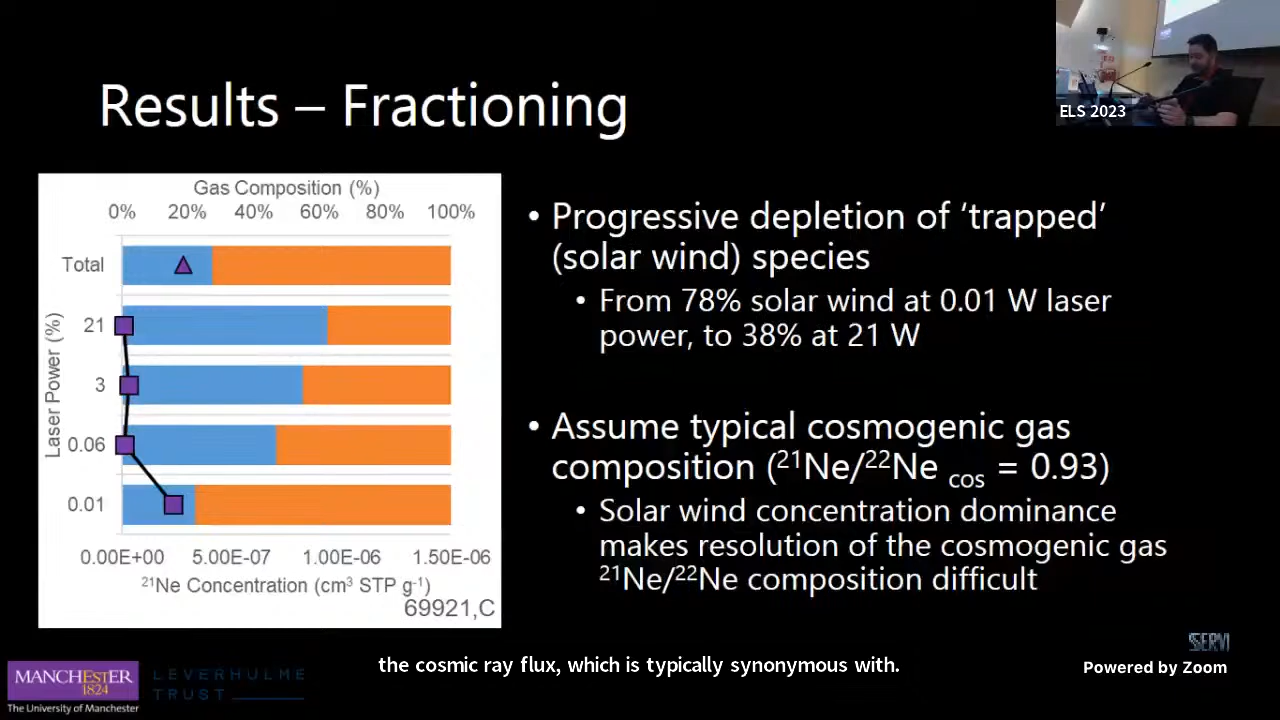 ELS 2023
Results – Fractioning
Gas Composition (%)
0% 20% 40% 60% 80% 100%
Total
21
3
0.06
0.01
Laser Power (%)
0.00E+00 5.00E-07 1.00E-06 1.50E-06
²¹Ne Concentration (cm³ STP g⁻¹)
69921,C
• Progressive depletion of ‘trapped’
(solar wind) species
• From 78% solar wind at 0.01 W laser
power, to 38% at 21 W
• Assume typical cosmogenic gas
composition (²¹Ne/²²Ne cos = 0.93)
• Solar wind concentration dominance
makes resolution of the cosmogenic gas
²¹Ne/²²Ne composition difficult
SSERVI
the cosmic ray flux, which is typically synonymous with.
Powered by Zoom
MANCHESTER
1824
The University of Manchester
LEVERHULME
TRUST